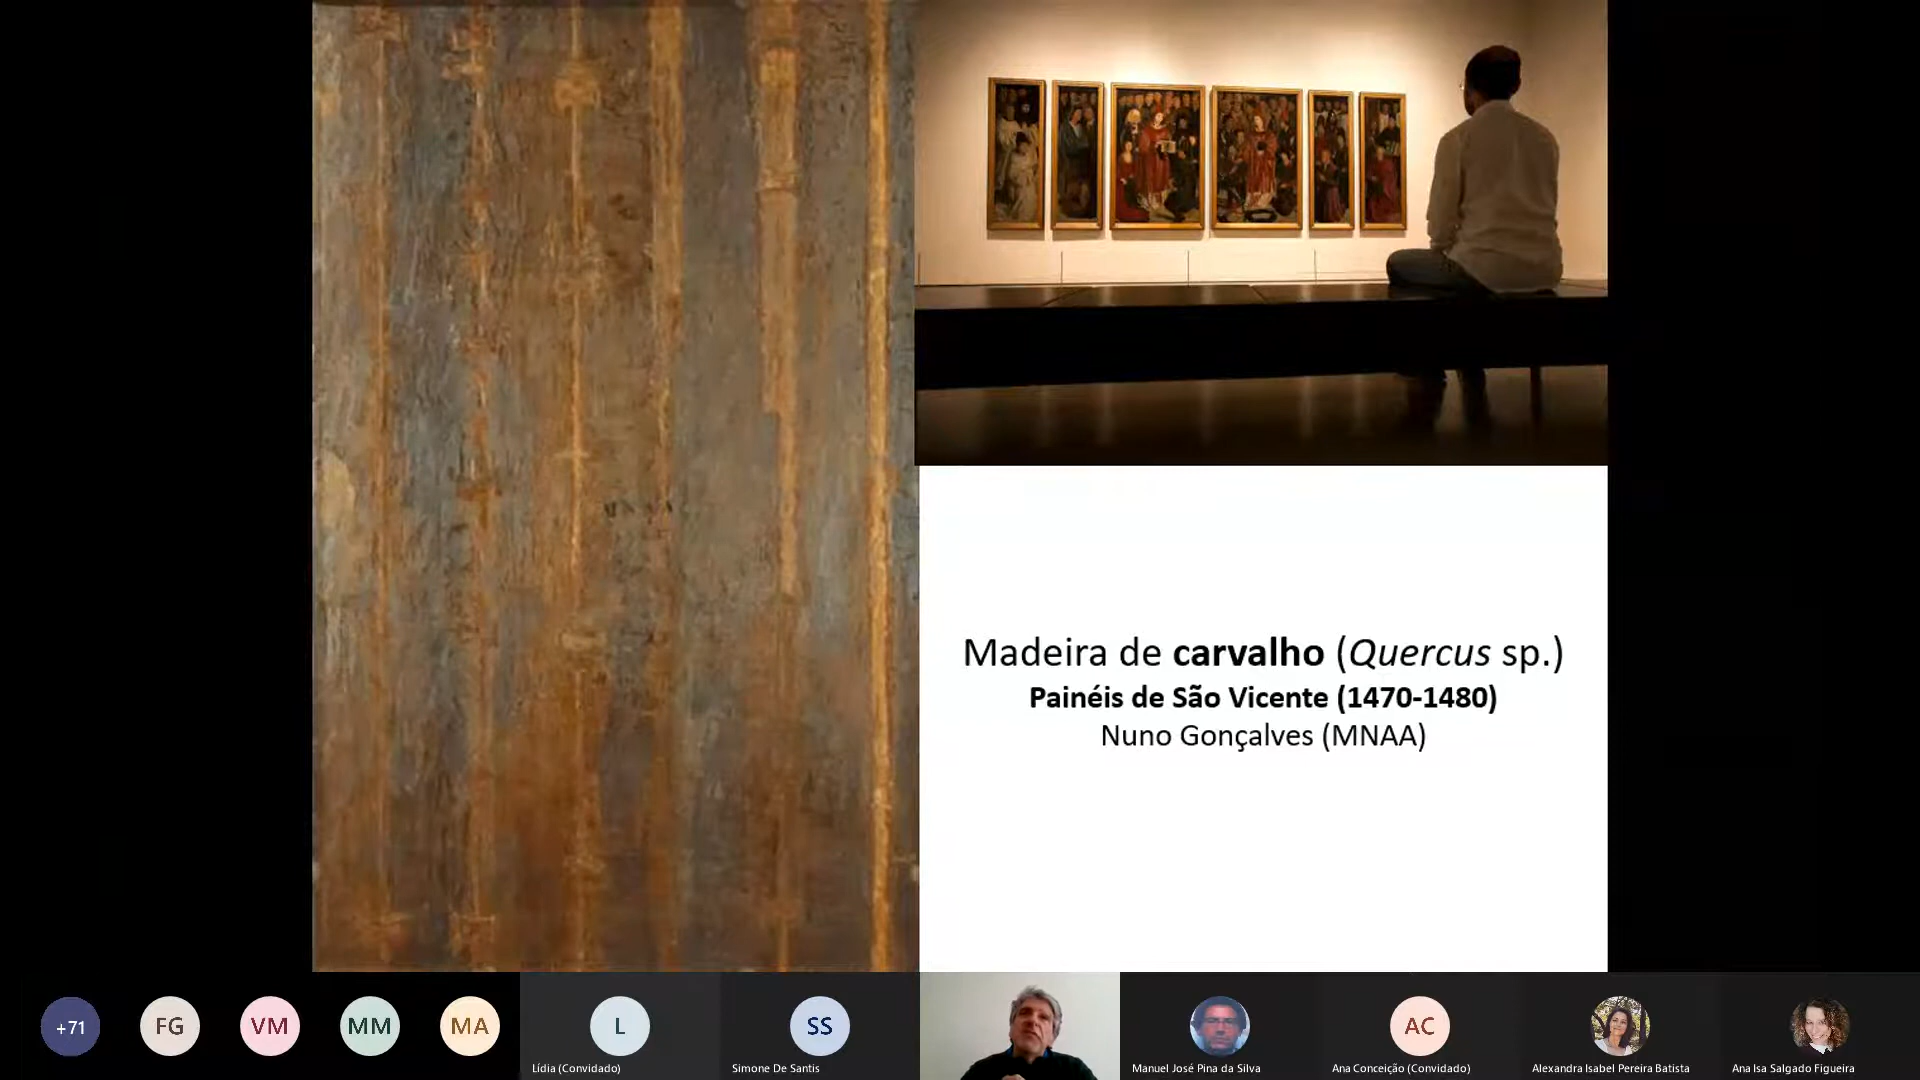 MNAA
Madeira de carvalho (Quercus sp.)
Painéis de São Vicente (1470-1480)
Nuno Gonçalves (MNAA)
+71
FG
VM
MM
MA
L
SS
AC
Lídia (Convidado)
Simone De Santis
Manuel José Pina da Silva
Ana Conceição (Convidado)
Alexandra Isabel Pereira Batista
Ana Isa Salgado Figueira